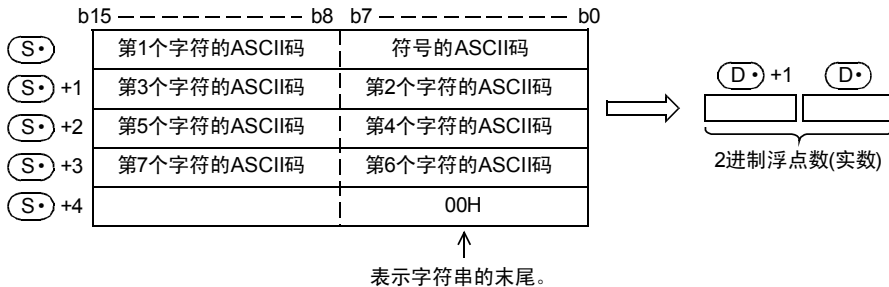 b15 — — — — — — — — — — b8 b7 — — — — — — — — — — b0
S· 第1个字符的ASCII码 符号的ASCII码
S· +1 第3个字符的ASCII码 第2个字符的ASCII码
S· +2 第5个字符的ASCII码 第4个字符的ASCII码
S· +3 第7个字符的ASCII码 第6个字符的ASCII码
S· +4 00H
D· +1 D·
2进制浮点数(实数)
表示字符串的末尾。